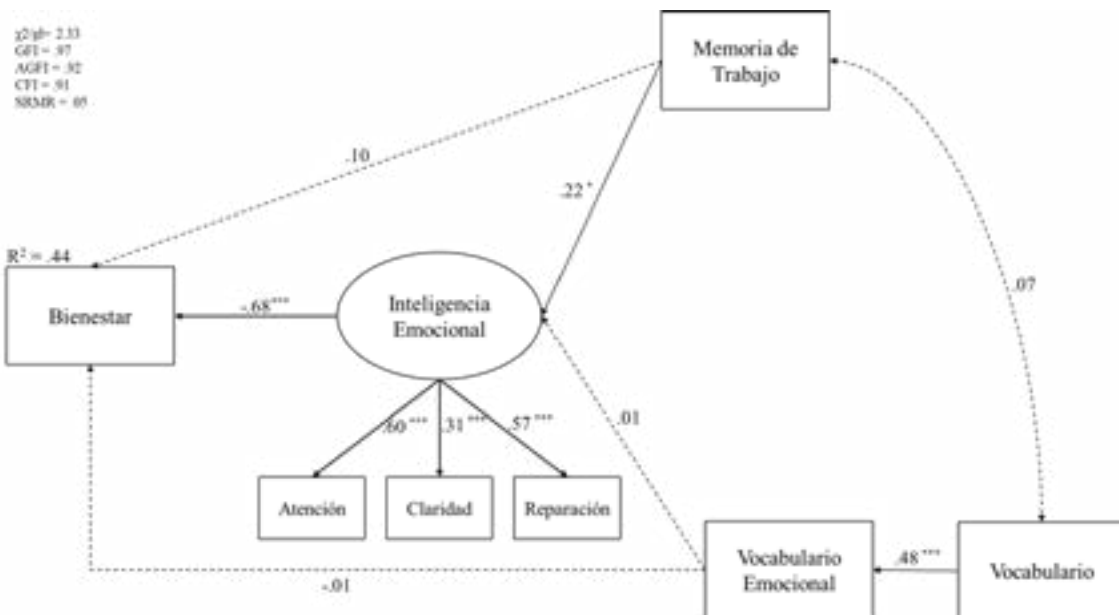 χ2/gl= 2.33
GFI = .97
AGFI = .92
CFI = .91
SRMR = .05
Memoria de
Trabajo
.10
.22 +
R² = .44
Bienestar
-.68***
Inteligencia
Emocional
.07
.60 ***
.31 ***
.57 ***
.01
Atención
Claridad
Reparación
Vocabulario
Emocional
.48 ***
Vocabulario
-.01